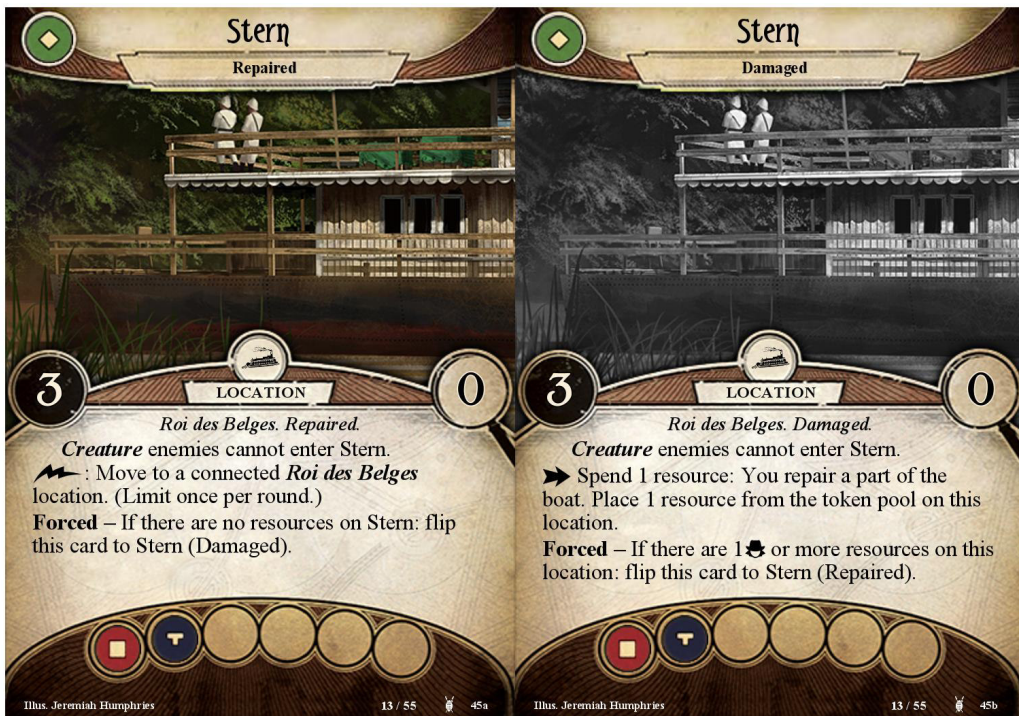 Stern
Repaired
3
LOCATION
0
Roi des Belges. Repaired.
Creature enemies cannot enter Stern.
: Move to a connected Roi des Belges
location. (Limit once per round.)
Forced – If there are no resources on Stern: flip
this card to Stern (Damaged).
Illus. Jeremiah Humphries
13 / 55
45a
Stern
Damaged
3
LOCATION
0
Roi des Belges. Damaged.
Creature enemies cannot enter Stern.
Spend 1 resource: You repair a part of the
boat. Place 1 resource from the token pool on this
location.
Forced – If there are 1 or more resources on this
location: flip this card to Stern (Repaired).
Illus. Jeremiah Humphries
13 / 55
45b